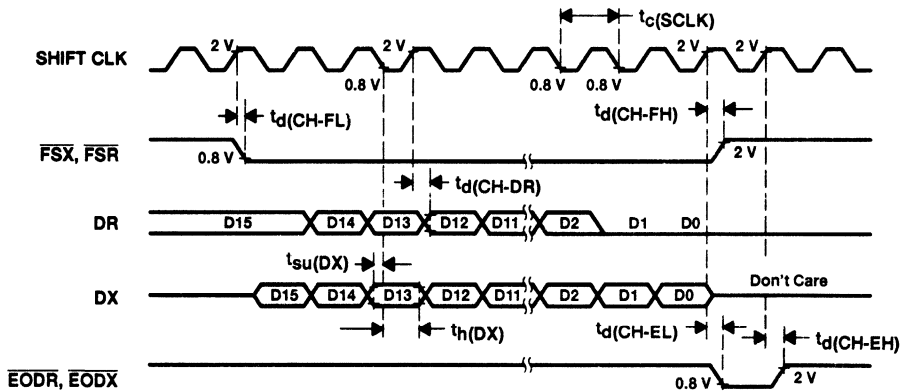 t_c(SCLK)
SHIFT CLK 2 V 2 V 2 V 2 V
0.8 V 0.8 V 0.8 V
t_d(CH-FL) t_d(CH-FH)
FSX, FSR 0.8 V 2 V
t_d(CH-DR)
DR D15 D14 D13 D12 D11 D2 D1 D0
t_su(DX)
DX D15 D14 D13 D12 D11 D2 D1 D0 Don't Care
t_h(DX) t_d(CH-EL) t_d(CH-EH)
EODR, EODX 0.8 V 2 V